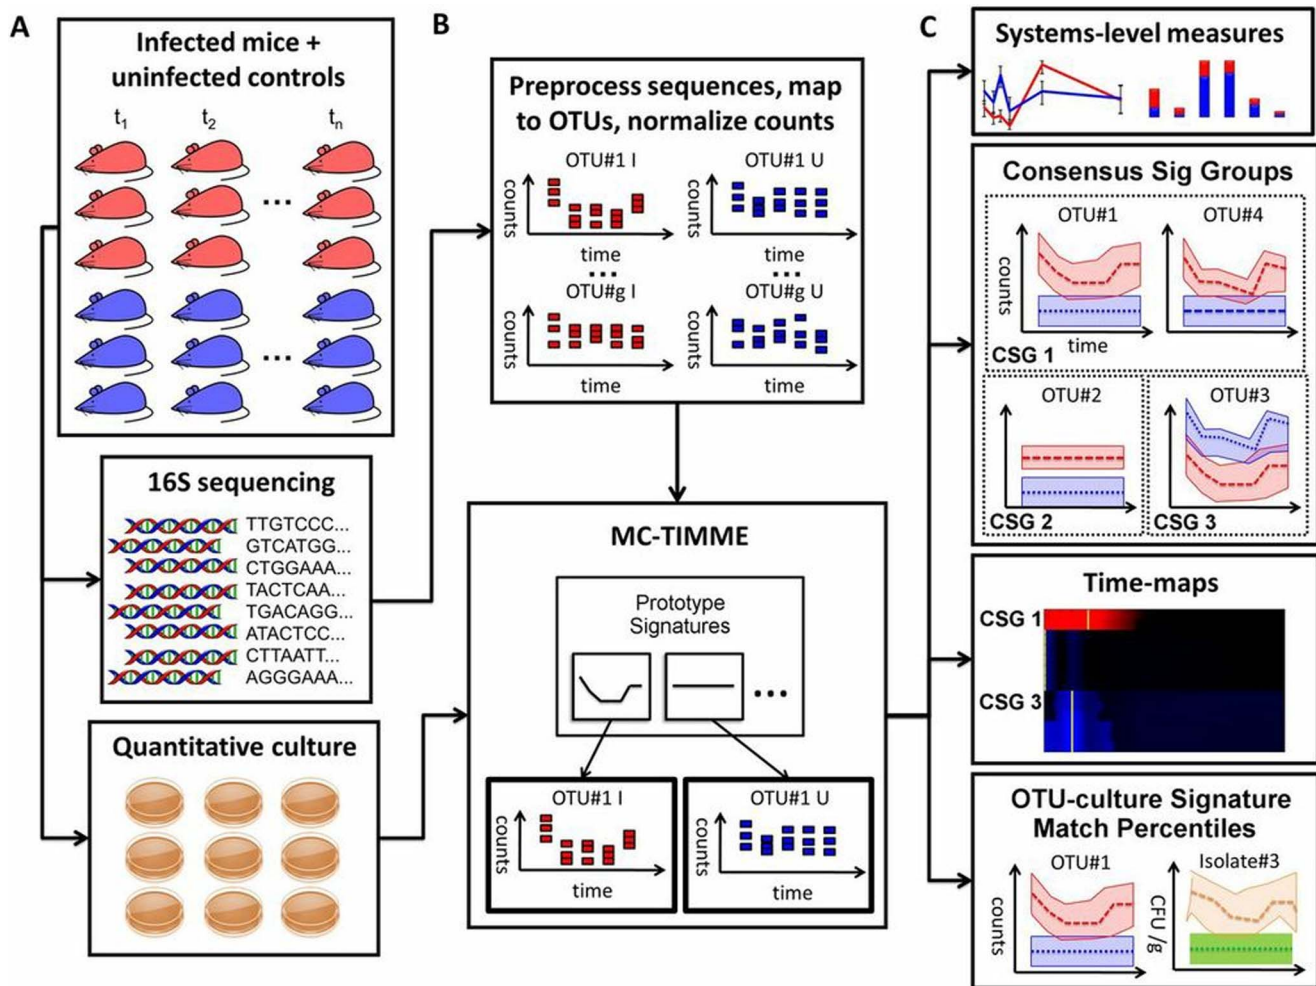 A
Infected mice +
uninfected controls
t1 t2 tn
...
...
16S sequencing
TTGTCCC...
GTCATGG...
CTGGAAA...
TACTCAA...
TGACAGG...
ATACTCC...
CTTAATT...
AGGGAAA...
Quantitative culture
B
Preprocess sequences, map
to OTUs, normalize counts
OTU#1 I OTU#1 U
counts counts
time time
... ...
OTU#g I OTU#g U
counts counts
time time
MC-TIMME
Prototype
Signatures
...
OTU#1 I OTU#1 U
counts counts
time time
C
Systems-level measures
Consensus Sig Groups
OTU#1 OTU#4
counts
time
CSG 1
OTU#2 OTU#3
CSG 2 CSG 3
Time-maps
CSG 1
CSG 3
OTU-culture Signature
Match Percentiles
OTU#1 Isolate#3
counts CFU /g